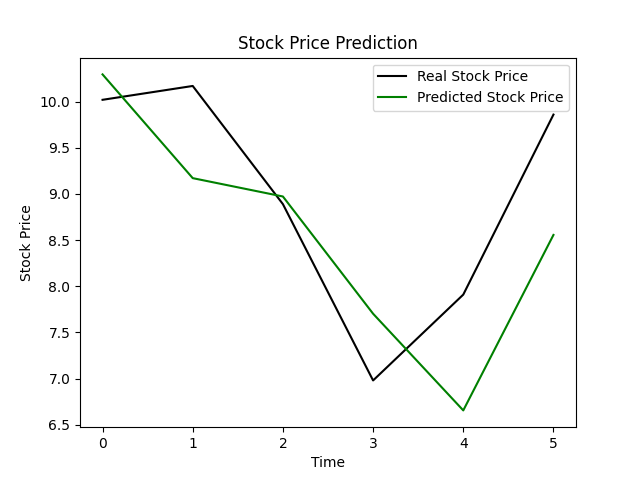 Stock Price Prediction
Real Stock Price
Predicted Stock Price
Stock Price
10.0
9.5
9.0
8.5
8.0
7.5
7.0
6.5
0 1 2 3 4 5
Time